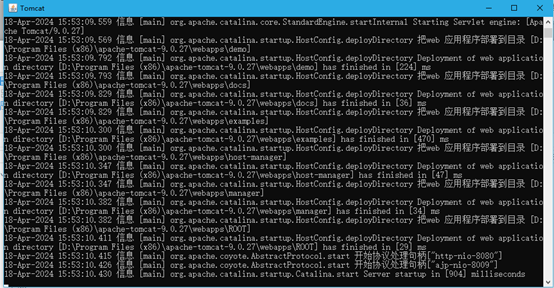 Tomcat
18-Apr-2024 15:53:09.559 信息 [main] org.apache.catalina.core.StandardEngine.startInternal Starting Servlet engine: [Apa
che Tomcat/9.0.27]
18-Apr-2024 15:53:09.569 信息 [main] org.apache.catalina.startup.HostConfig.deployDirectory 把web 应用程序部署到目录 [D:
\Program Files (x86)\apache-tomcat-9.0.27\webapps\demo]
18-Apr-2024 15:53:09.792 信息 [main] org.apache.catalina.startup.HostConfig.deployDirectory Deployment of web applicatio
n directory [D:\Program Files (x86)\apache-tomcat-9.0.27\webapps\demo] has finished in [224] ms
18-Apr-2024 15:53:09.793 信息 [main] org.apache.catalina.startup.HostConfig.deployDirectory 把web 应用程序部署到目录 [D:
\Program Files (x86)\apache-tomcat-9.0.27\webapps\docs]
18-Apr-2024 15:53:09.829 信息 [main] org.apache.catalina.startup.HostConfig.deployDirectory Deployment of web applicatio
n directory [D:\Program Files (x86)\apache-tomcat-9.0.27\webapps\docs] has finished in [36] ms
18-Apr-2024 15:53:09.829 信息 [main] org.apache.catalina.startup.HostConfig.deployDirectory 把web 应用程序部署到目录 [D:
\Program Files (x86)\apache-tomcat-9.0.27\webapps\examples]
18-Apr-2024 15:53:10.300 信息 [main] org.apache.catalina.startup.HostConfig.deployDirectory Deployment of web applicatio
n directory [D:\Program Files (x86)\apache-tomcat-9.0.27\webapps\examples] has finished in [470] ms
18-Apr-2024 15:53:10.300 信息 [main] org.apache.catalina.startup.HostConfig.deployDirectory 把web 应用程序部署到目录 [D:
\Program Files (x86)\apache-tomcat-9.0.27\webapps\host-manager]
18-Apr-2024 15:53:10.347 信息 [main] org.apache.catalina.startup.HostConfig.deployDirectory Deployment of web applicatio
n directory [D:\Program Files (x86)\apache-tomcat-9.0.27\webapps\host-manager] has finished in [47] ms
18-Apr-2024 15:53:10.347 信息 [main] org.apache.catalina.startup.HostConfig.deployDirectory 把web 应用程序部署到目录 [D:
\Program Files (x86)\apache-tomcat-9.0.27\webapps\manager]
18-Apr-2024 15:53:10.382 信息 [main] org.apache.catalina.startup.HostConfig.deployDirectory Deployment of web applicatio
n directory [D:\Program Files (x86)\apache-tomcat-9.0.27\webapps\manager] has finished in [34] ms
18-Apr-2024 15:53:10.382 信息 [main] org.apache.catalina.startup.HostConfig.deployDirectory 把web 应用程序部署到目录 [D:
\Program Files (x86)\apache-tomcat-9.0.27\webapps\ROOT]
18-Apr-2024 15:53:10.411 信息 [main] org.apache.catalina.startup.HostConfig.deployDirectory Deployment of web applicatio
n directory [D:\Program Files (x86)\apache-tomcat-9.0.27\webapps\ROOT] has finished in [29] ms
18-Apr-2024 15:53:10.415 信息 [main] org.apache.coyote.AbstractProtocol.start 开始协议处理句柄["http-nio-8080"]
18-Apr-2024 15:53:10.426 信息 [main] org.apache.coyote.AbstractProtocol.start 开始协议处理句柄["ajp-nio-8009"]
18-Apr-2024 15:53:10.430 信息 [main] org.apache.catalina.startup.Catalina.start Server startup in [904] milliseconds